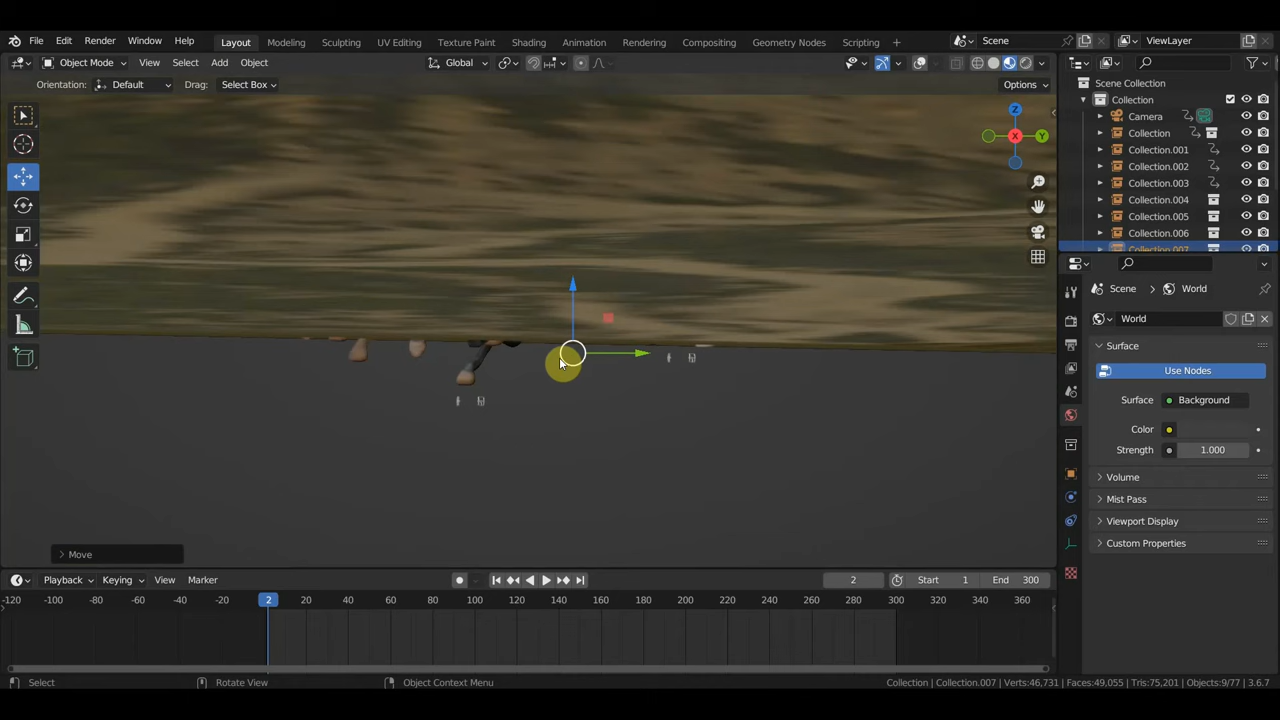 File Edit Render Window Help Layout Modeling Sculpting UV Editing Texture Paint Shading Animation Rendering Compositing Geometry Nodes Scripting + Scene ViewLayer
Object Mode View Select Add Object Global
Orientation: Default Drag: Select Box Options
Scene Collection
Collection
Camera
Collection
Collection.001
Collection.002
Collection.003
Collection.004
Collection.005
Collection.006
Collection.007
Z
X
Y
Scene > World
World
Surface
Use Nodes
Surface Background
Color
Strength 1.000
Volume
Mist Pass
Viewport Display
Custom Properties
> Move
Playback Keying View Marker 2 Start 1 End 300
-120 -100 -80 -60 -40 -20 2 20 40 60 80 100 120 140 160 180 200 220 240 260 280 300 320 340 360
Select Rotate View Object Context Menu Collection | Collection.007 | Verts:46,731 | Faces:49,055 | Tris:75,201 | Objects:9/77 | 3.6.7